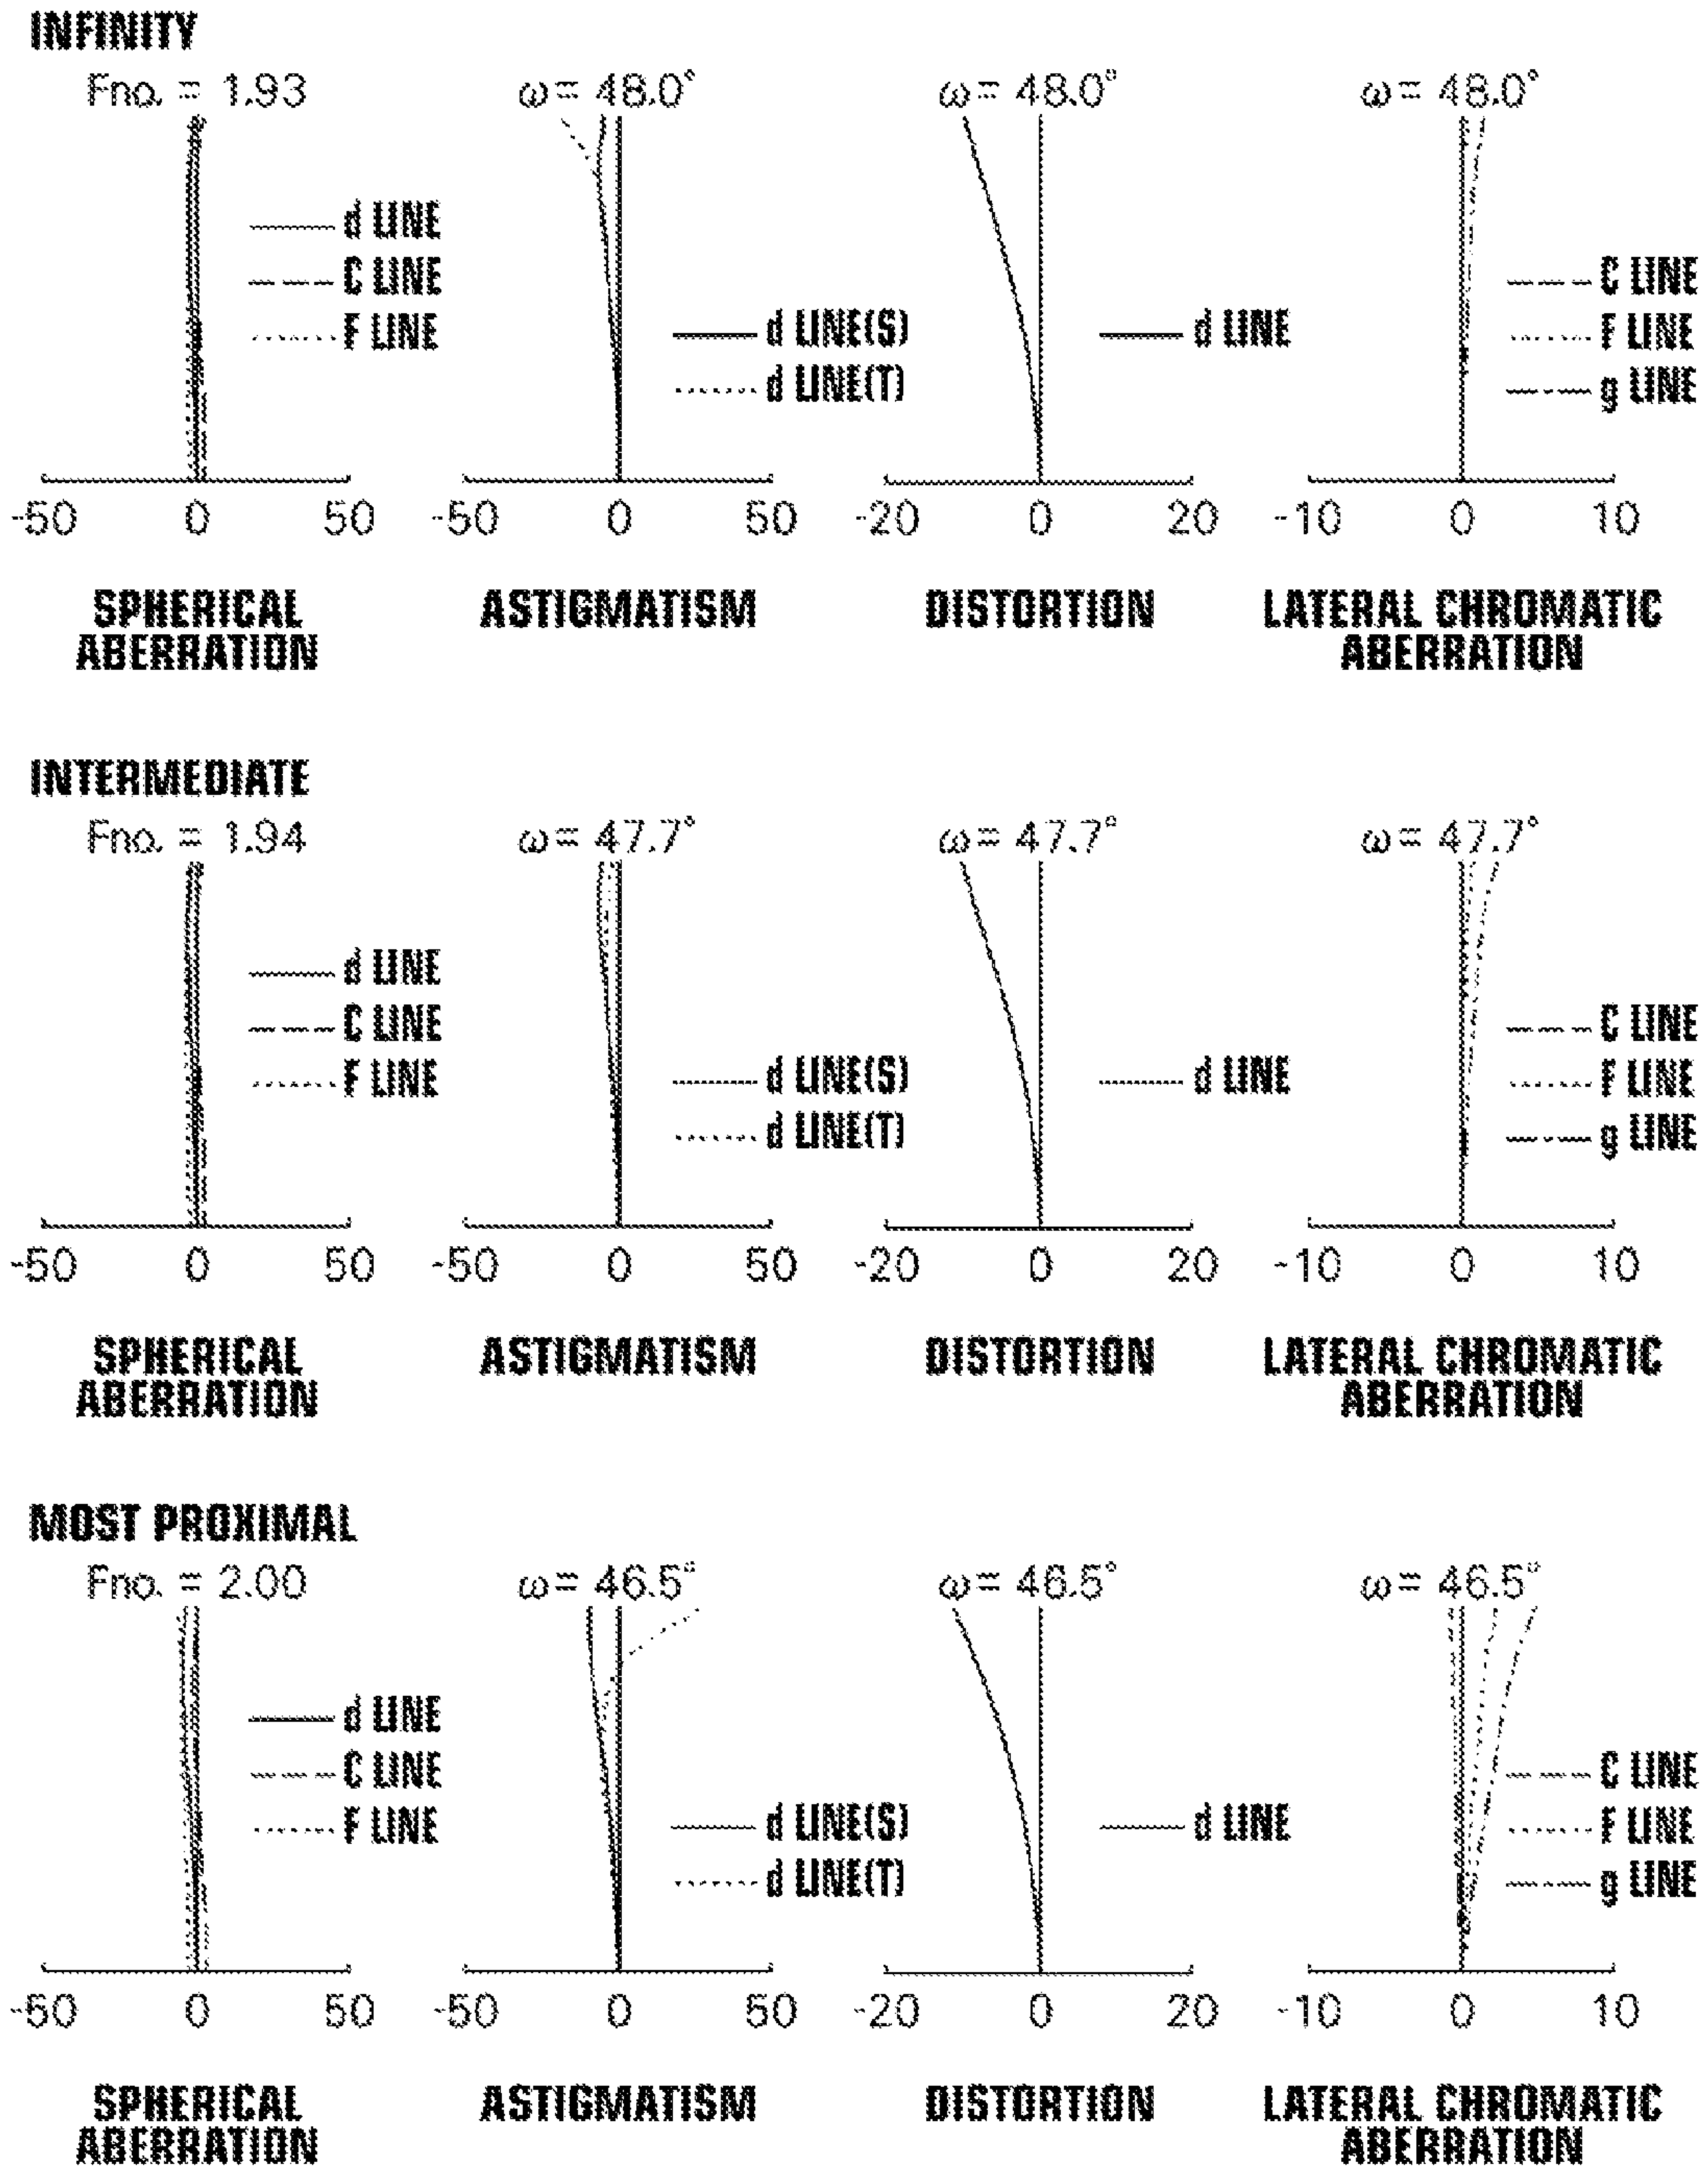 INFINITY
Fno. = 1.93
ω = 48.0°
ω = 48.0°
ω = 48.0°
d LINE
C LINE
F LINE
d LINE(S)
d LINE(T)
d LINE
C LINE
F LINE
g LINE
-50 0 50
-50 0 50
-20 0 20
-10 0 10
SPHERICAL
ABERRATION
ASTIGMATISM
DISTORTION
LATERAL CHROMATIC
ABERRATION
INTERMEDIATE
Fno. = 1.94
ω = 47.7°
ω = 47.7°
ω = 47.7°
d LINE
C LINE
F LINE
d LINE(S)
d LINE(T)
d LINE
C LINE
F LINE
g LINE
-50 0 50
-50 0 50
-20 0 20
-10 0 10
SPHERICAL
ABERRATION
ASTIGMATISM
DISTORTION
LATERAL CHROMATIC
ABERRATION
MOST PROXIMAL
Fno. = 2.00
ω = 46.5°
ω = 46.5°
ω = 46.5°
d LINE
C LINE
F LINE
d LINE(S)
d LINE(T)
d LINE
C LINE
F LINE
g LINE
-50 0 50
-50 0 50
-20 0 20
-10 0 10
SPHERICAL
ABERRATION
ASTIGMATISM
DISTORTION
LATERAL CHROMATIC
ABERRATION